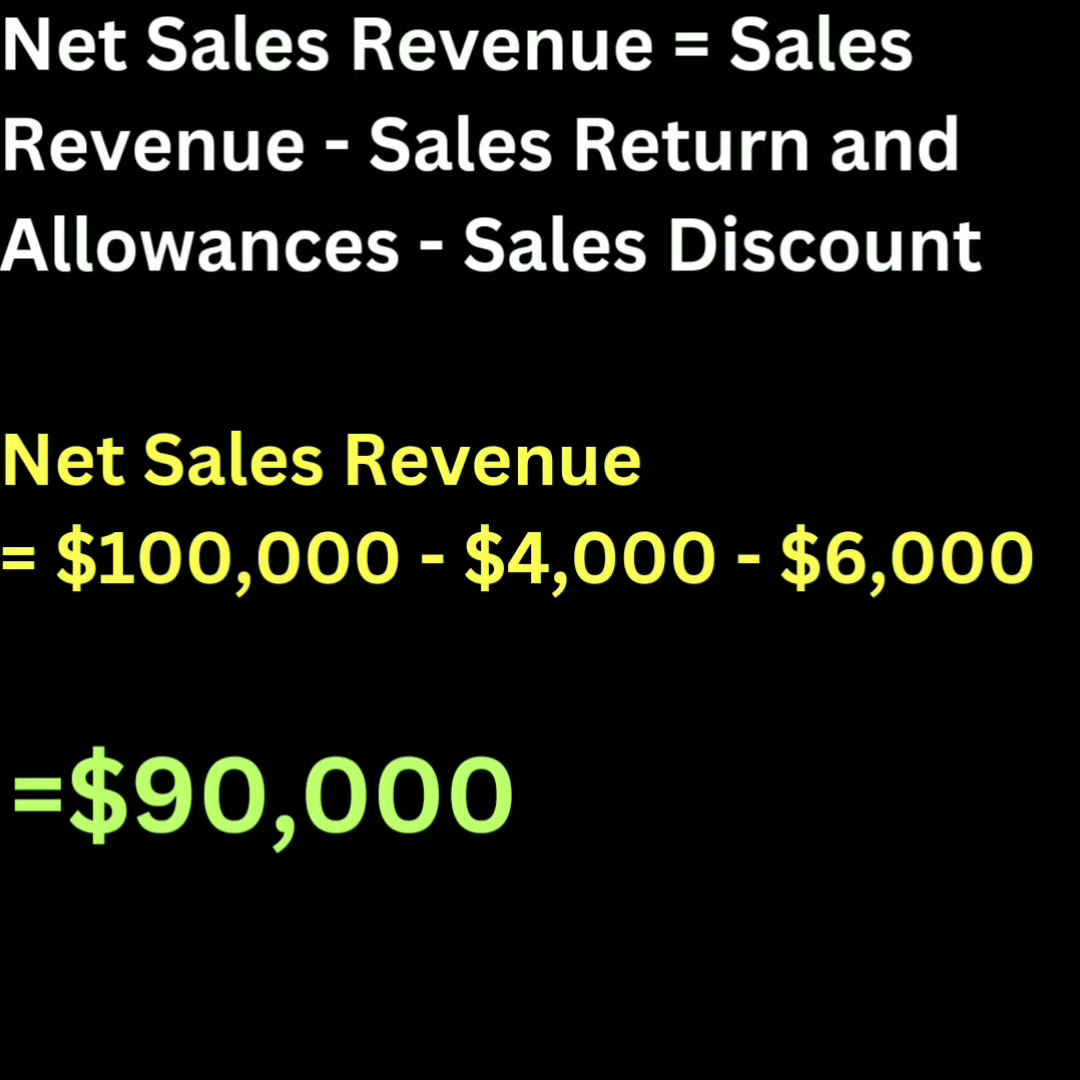 Net Sales Revenue = Sales
Revenue - Sales Return and
Allowances - Sales Discount
Net Sales Revenue
= $100,000 - $4,000 - $6,000
=$90,000